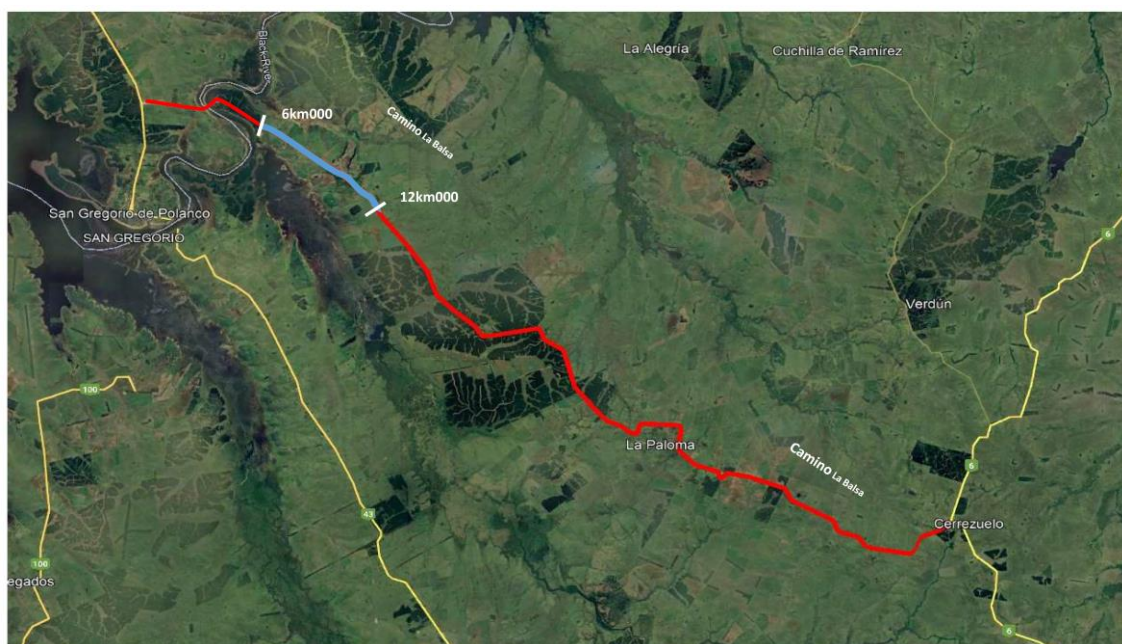 La Alegría
Cuchilla de Ramírez
Black River
6km000
Camino La Balsa
12km000
San Gregorio de Polanco
SAN GREGORIO
6
Verdún
100
La Paloma
Camino La Balsa
6
43
Cerrezuelo
100
egados
6